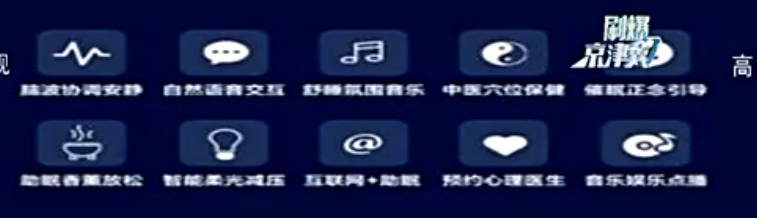 刷爆
京津冀
观
高
脑波协调安静 自然语音交互 舒睡氛围音乐 中医穴位保健 催眠正念引导
@
助眠香薰放松 智能柔光减压 互联网+助眠 预约心理医生 音乐娱乐点播